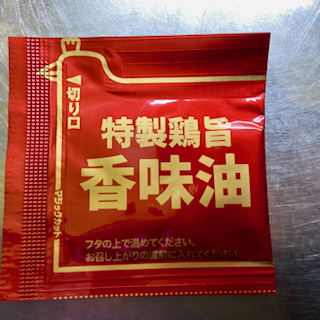 切り口
特製鶏旨
香味油
マジックカット
フタの上で温めてください。
お召し上がりの直前に入れてください。